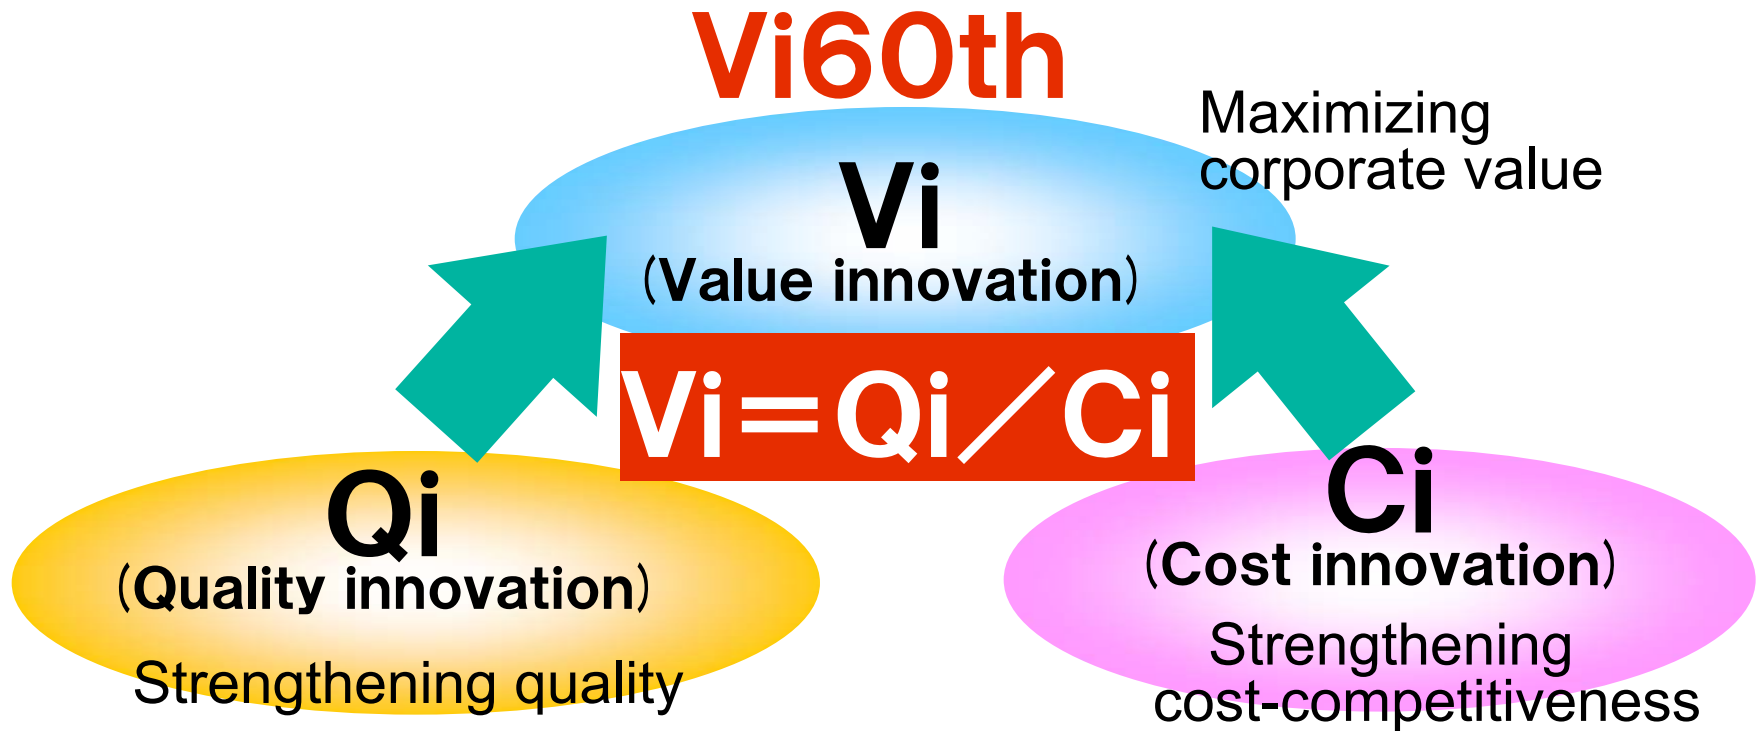 Vi60th
Maximizing
corporate value
Vi
(Value innovation)
Vi＝Qi／Ci
Qi
(Quality innovation)
Strengthening quality
Ci
(Cost innovation)
Strengthening
cost-competitiveness